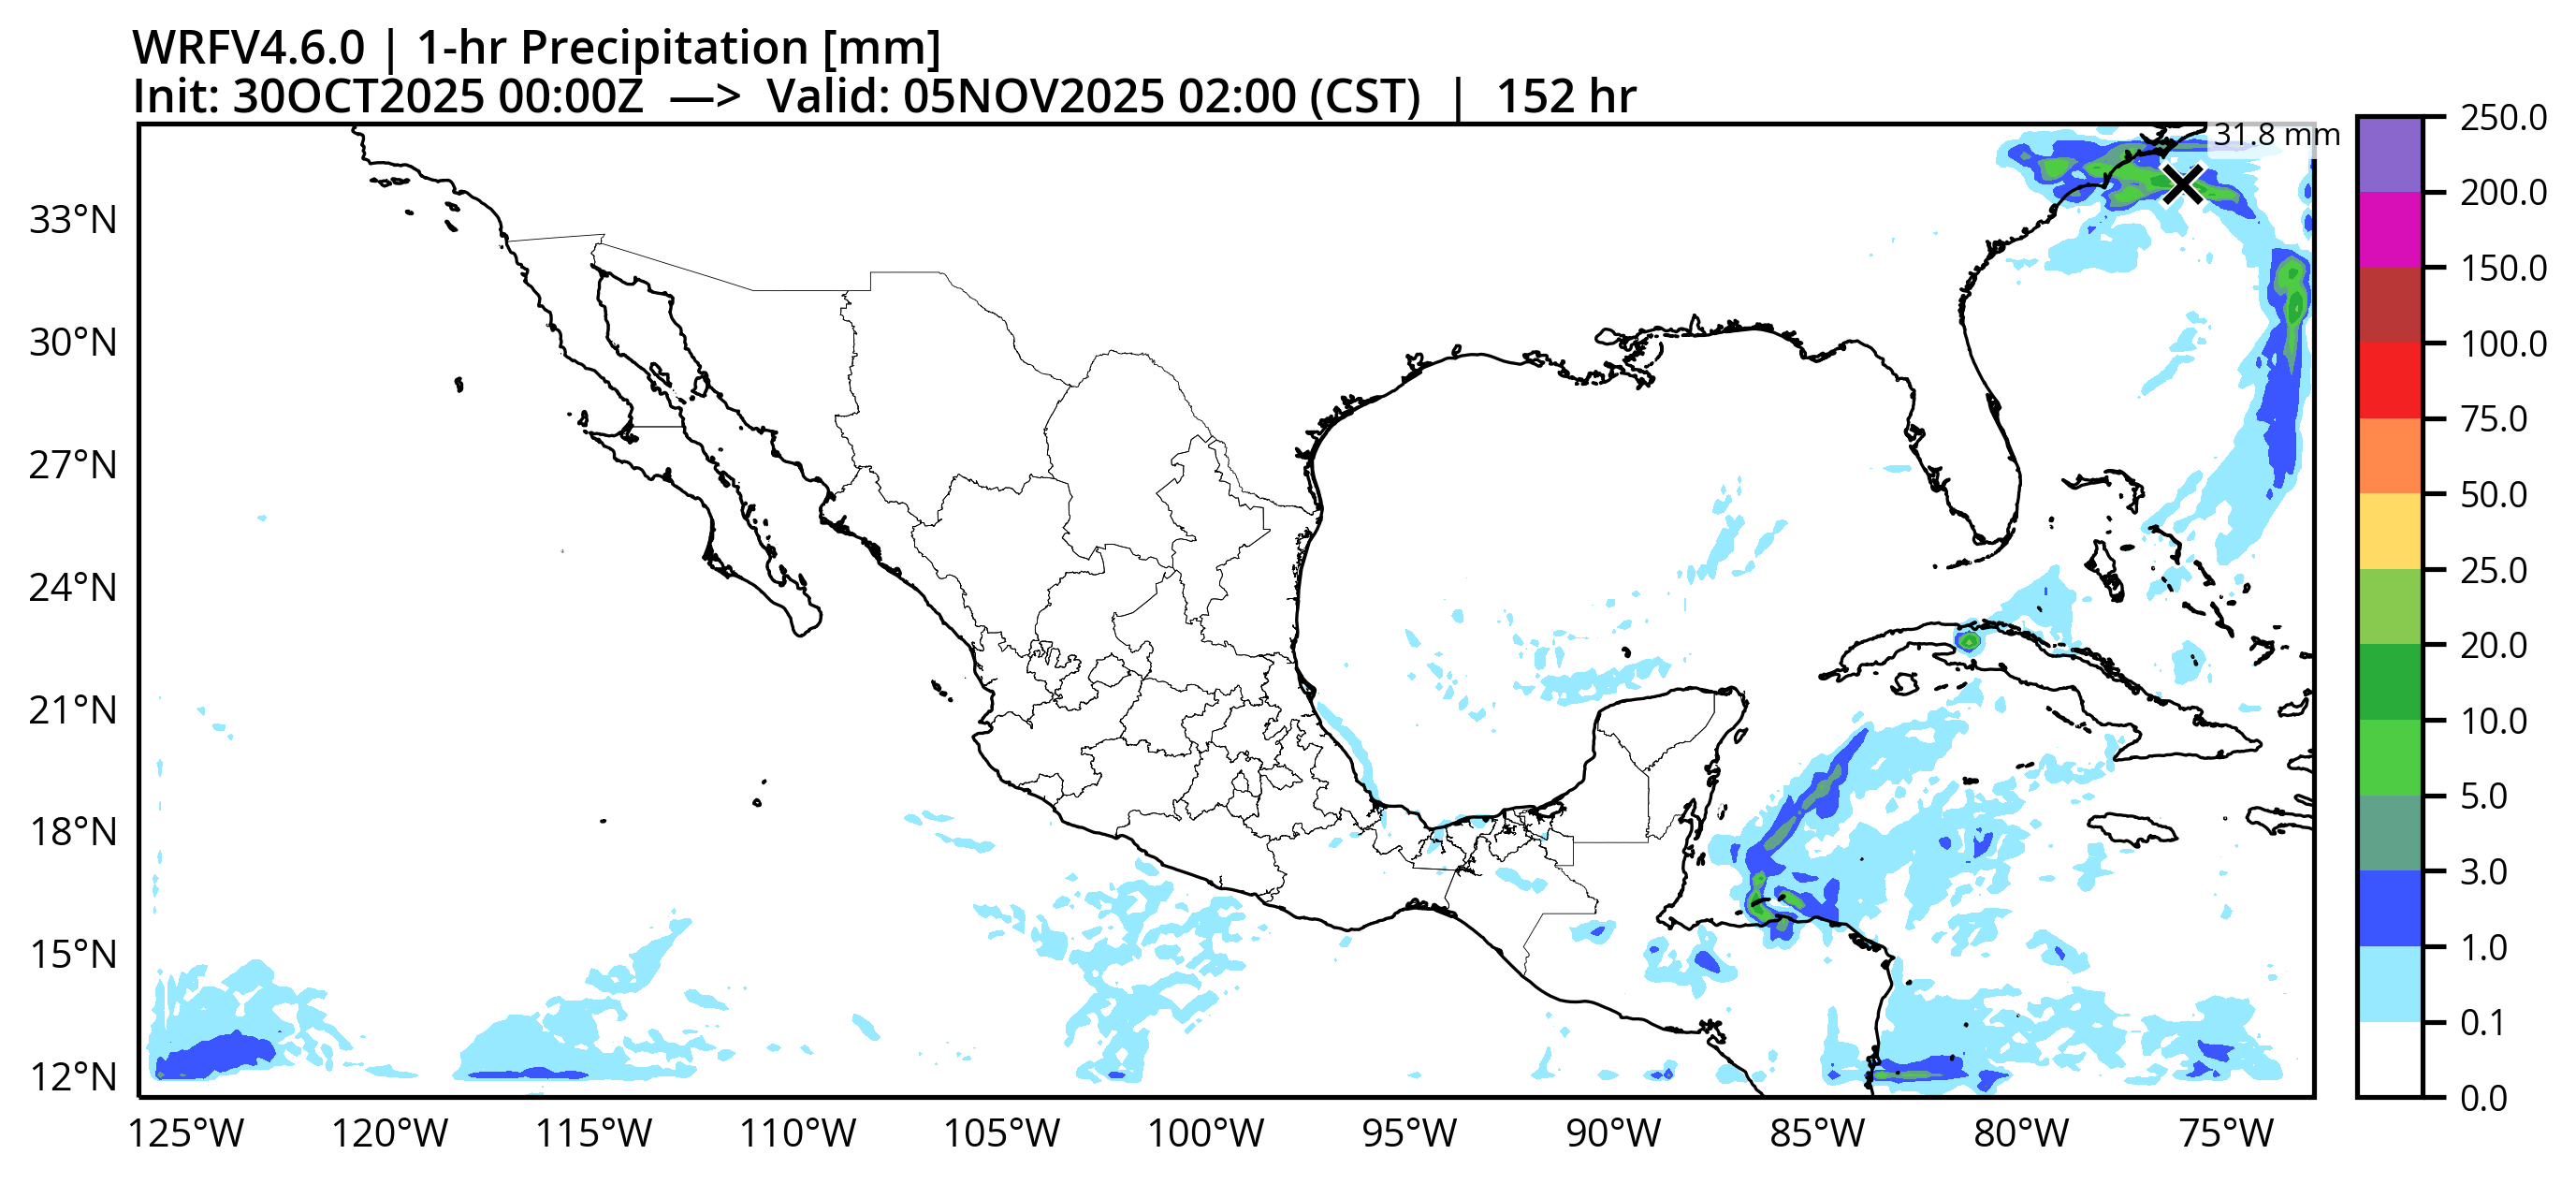 WRFV4.6.0 | 1-hr Precipitation [mm]
Init: 30OCT2025 00:00Z —> Valid: 05NOV2025 02:00 (CST) | 152 hr
31.8 mm
250.0
200.0
150.0
100.0
75.0
50.0
25.0
20.0
10.0
5.0
3.0
1.0
0.1
0.0
33°N
30°N
27°N
24°N
21°N
18°N
15°N
12°N
125°W 120°W 115°W 110°W 105°W 100°W 95°W 90°W 85°W 80°W 75°W